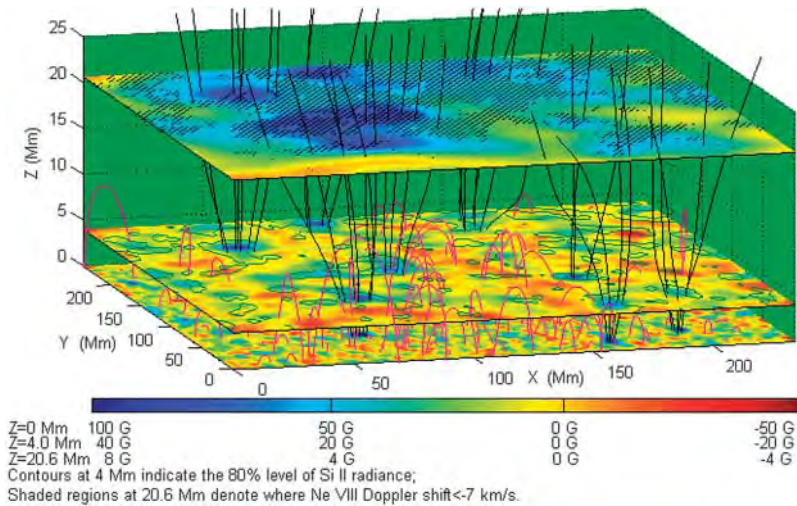 25
20
15
10
5
0
Z (Mm)
200
150
100
50
0
Y (Mm)
0
50
100
150
200
X (Mm)
Z=0 Mm 100 G 50 G 0 G -50 G
Z=4.0 Mm 40 G 20 G 0 G -20 G
Z=20.6 Mm 8 G 4 G 0 G -4 G
Contours at 4 Mm indicate the 80% level of Si II radiance;
Shaded regions at 20.6 Mm denote where Ne VIII Doppler shift<-7 km/s.